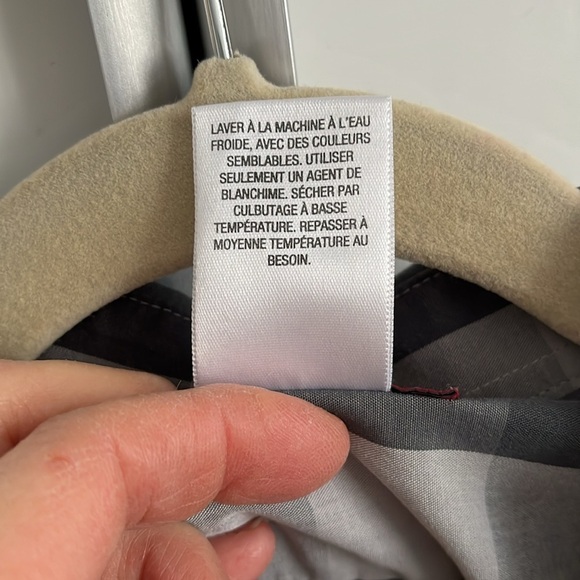 LAVER À LA MACHINE À L'EAU
FROIDE, AVEC DES COULEURS
SEMBLABLES. UTILISER
SEULEMENT UN AGENT DE
BLANCHIME. SÉCHER PAR
CULBUTAGE À BASSE
TEMPÉRATURE. REPASSER À
MOYENNE TEMPÉRATURE AU
BESOIN.